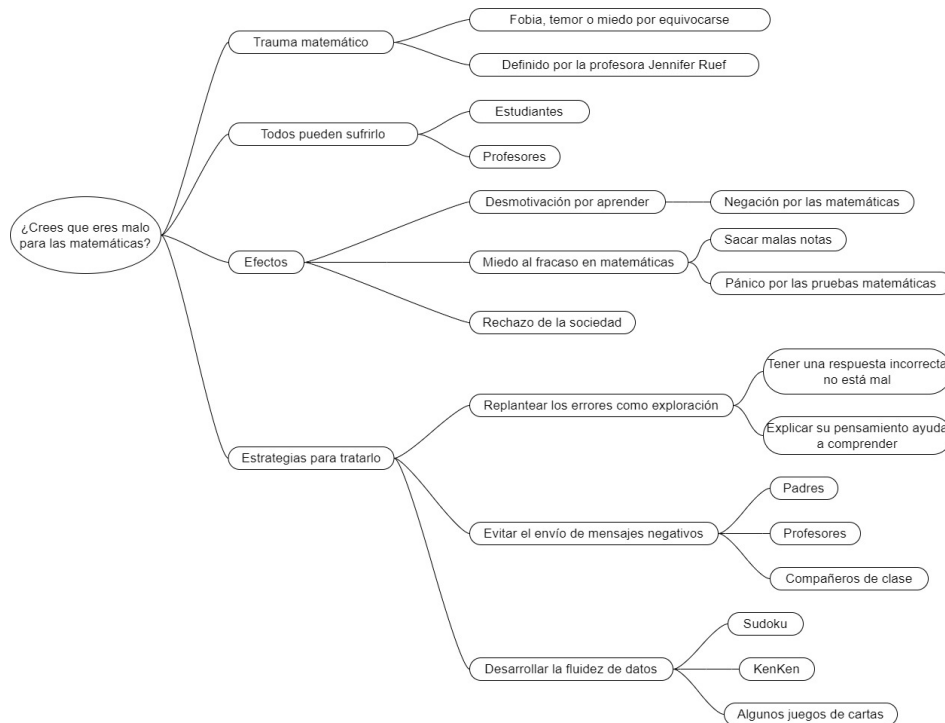 ¿Crees que eres malo
para las matemáticas?
Trauma matemático
Fobia, temor o miedo por equivocarse
Definido por la profesora Jennifer Ruef
Todos pueden sufrirlo
Estudiantes
Profesores
Efectos
Desmotivación por aprender
Negación por las matemáticas
Miedo al fracaso en matemáticas
Sacar malas notas
Pánico por las pruebas matemáticas
Rechazo de la sociedad
Estrategias para tratarlo
Replantear los errores como exploración
Tener una respuesta incorrecta
no está mal
Explicar su pensamiento ayuda
a comprender
Evitar el envío de mensajes negativos
Padres
Profesores
Compañeros de clase
Desarrollar la fluidez de datos
Sudoku
KenKen
Algunos juegos de cartas